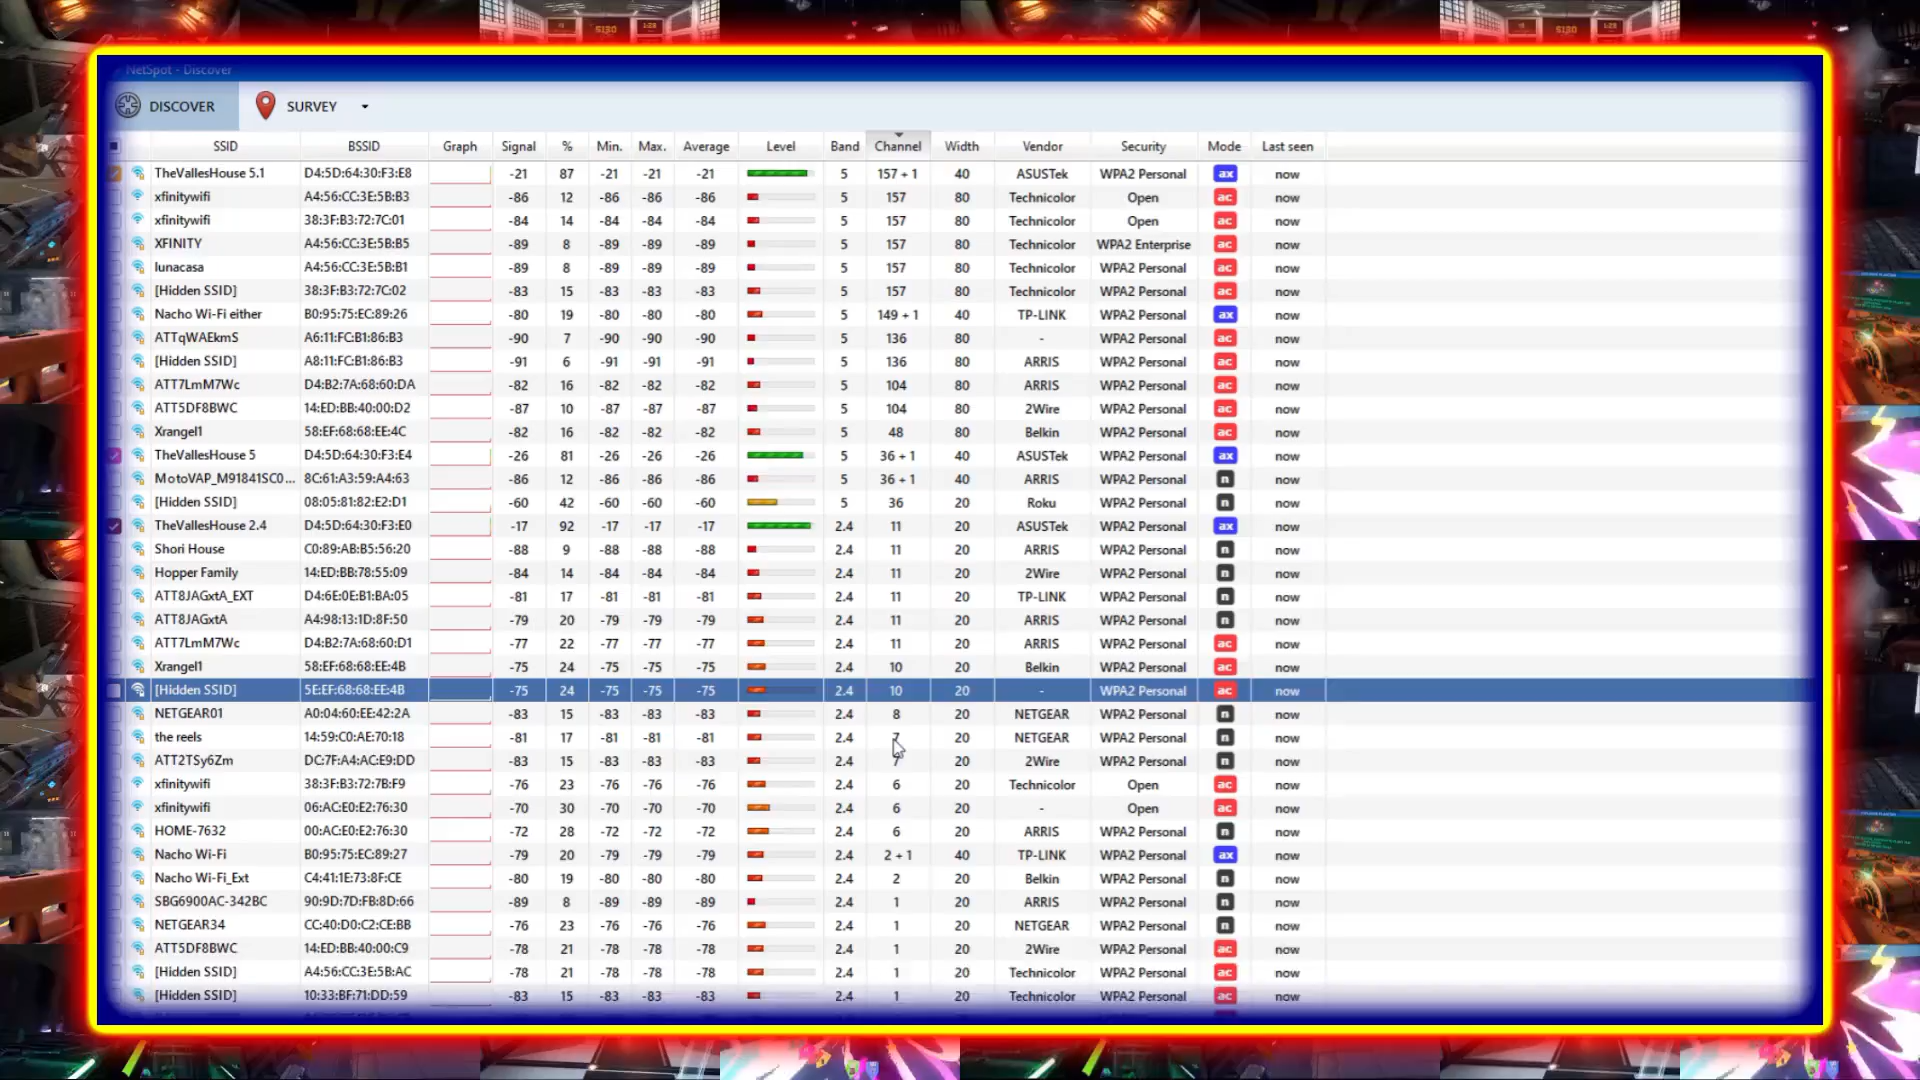 NetSpot - Discover
DISCOVER SURVEY
SSID BSSID Graph Signal % Min. Max. Average Level Band Channel Width Vendor Security Mode Last seen
TheVallesHouse 5.1 D4:5D:64:30:F3:E8 -21 87 -21 -21 -21 5 157 + 1 40 ASUSTek WPA2 Personal ax now
xfinitywifi A4:56:CC:3E:5B:B3 -86 12 -86 -86 -86 5 157 80 Technicolor Open ac now
xfinitywifi 38:3F:B3:72:7C:01 -84 14 -84 -84 -84 5 157 80 Technicolor Open ac now
XFINITY A4:56:CC:3E:5B:B5 -89 8 -89 -89 -89 5 157 80 Technicolor WPA2 Enterprise ac now
lunacasa A4:56:CC:3E:5B:B1 -89 8 -89 -89 -89 5 157 80 Technicolor WPA2 Personal ac now
[Hidden SSID] 38:3F:B3:72:7C:02 -83 15 -83 -83 -83 5 157 80 Technicolor WPA2 Personal ac now
Nacho Wi-Fi either B0:95:75:EC:89:26 -80 19 -80 -80 -80 5 149 + 1 40 TP-LINK WPA2 Personal ax now
ATTqWAEkmS A6:11:FC:B1:86:B3 -90 7 -90 -90 -90 5 136 80 - WPA2 Personal ac now
[Hidden SSID] A8:11:FC:B1:86:B3 -91 6 -91 -91 -91 5 136 80 ARRIS WPA2 Personal ac now
ATT7LmM7Wc D4:B2:7A:68:60:DA -82 16 -82 -82 -82 5 104 80 ARRIS WPA2 Personal ac now
ATT5DF8BWC 14:ED:BB:40:00:D2 -87 10 -87 -87 -87 5 104 80 2Wire WPA2 Personal ac now
Xrangel1 58:EF:68:68:EE:4C -82 16 -82 -82 -82 5 48 80 Belkin WPA2 Personal ac now
TheVallesHouse 5 D4:5D:64:30:F3:E4 -26 81 -26 -26 -26 5 36 + 1 40 ASUSTek WPA2 Personal ax now
MotoVAP_M91841SC0... 8C:61:A3:59:A4:63 -86 12 -86 -86 -86 5 36 + 1 40 ARRIS WPA2 Personal n now
[Hidden SSID] 08:05:81:82:E2:D1 -60 42 -60 -60 -60 5 36 20 Roku WPA2 Personal n now
TheVallesHouse 2.4 D4:5D:64:30:F3:E0 -17 92 -17 -17 -17 2.4 11 20 ASUSTek WPA2 Personal ax now
Shori House C0:89:AB:B5:56:20 -88 9 -88 -88 -88 2.4 11 20 ARRIS WPA2 Personal n now
Hopper Family 14:ED:BB:78:55:09 -84 14 -84 -84 -84 2.4 11 20 2Wire WPA2 Personal n now
ATT8JAGxtA_EXT D4:6E:0E:B1:BA:05 -81 17 -81 -81 -81 2.4 11 20 TP-LINK WPA2 Personal n now
ATT8JAGxtA A4:98:13:1D:8F:50 -79 20 -79 -79 -79 2.4 11 20 ARRIS WPA2 Personal n now
ATT7LmM7Wc D4:B2:7A:68:60:D1 -77 22 -77 -77 -77 2.4 11 20 ARRIS WPA2 Personal ac now
Xrangel1 58:EF:68:68:EE:4B -75 24 -75 -75 -75 2.4 10 20 Belkin WPA2 Personal ac now
[Hidden SSID] 5E:EF:68:68:EE:4B -75 24 -75 -75 -75 2.4 10 20 - WPA2 Personal ac now
NETGEAR01 A0:04:60:EE:42:2A -83 15 -83 -83 -83 2.4 8 20 NETGEAR WPA2 Personal n now
the reels 14:59:C0:AE:70:18 -81 17 -81 -81 -81 2.4 7 20 NETGEAR WPA2 Personal n now
ATT2TSy6Zm DC:7F:A4:AC:E9:DD -83 15 -83 -83 -83 2.4 7 20 2Wire WPA2 Personal n now
xfinitywifi 38:3F:B3:72:7B:F9 -76 23 -76 -76 -76 2.4 6 20 Technicolor Open ac now
xfinitywifi 06:AC:E0:E2:76:30 -70 30 -70 -70 -70 2.4 6 20 - Open ac now
HOME-7632 00:AC:E0:E2:76:30 -72 28 -72 -72 -72 2.4 6 20 ARRIS WPA2 Personal n now
Nacho Wi-Fi B0:95:75:EC:89:27 -79 20 -79 -79 -79 2.4 2 + 1 40 TP-LINK WPA2 Personal ax now
Nacho Wi-Fi_Ext C4:41:1E:73:8F:CE -80 19 -80 -80 -80 2.4 2 20 Belkin WPA2 Personal n now
SBG6900AC-342BC 90:9D:7D:FB:8D:66 -89 8 -89 -89 -89 2.4 1 20 ARRIS WPA2 Personal n now
NETGEAR34 CC:40:D0:C2:CE:BB -76 23 -76 -76 -76 2.4 1 20 NETGEAR WPA2 Personal n now
ATT5DF8BWC 14:ED:BB:40:00:C9 -78 21 -78 -78 -78 2.4 1 20 2Wire WPA2 Personal ac now
[Hidden SSID] A4:56:CC:3E:5B:AC -78 21 -78 -78 -78 2.4 1 20 Technicolor WPA2 Personal ac now
[Hidden SSID] 10:33:BF:71:DD:59 -83 15 -83 -83 -83 2.4 1 20 Technicolor WPA2 Personal ac now